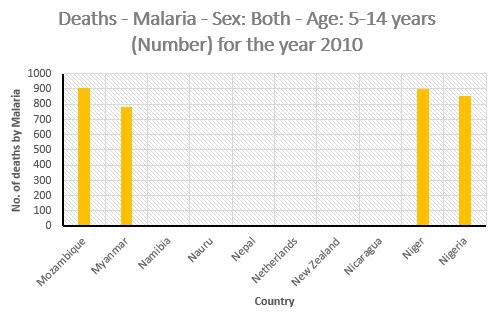 Deaths - Malaria - Sex: Both - Age: 5-14 years
(Number) for the year 2010
No. of deaths by Malaria
1000
900
800
700
600
500
400
300
200
100
0
Mozambique
Myanmar
Namibia
Nauru
Nepal
Netherlands
New Zealand
Nicaragua
Niger
Nigeria
Country